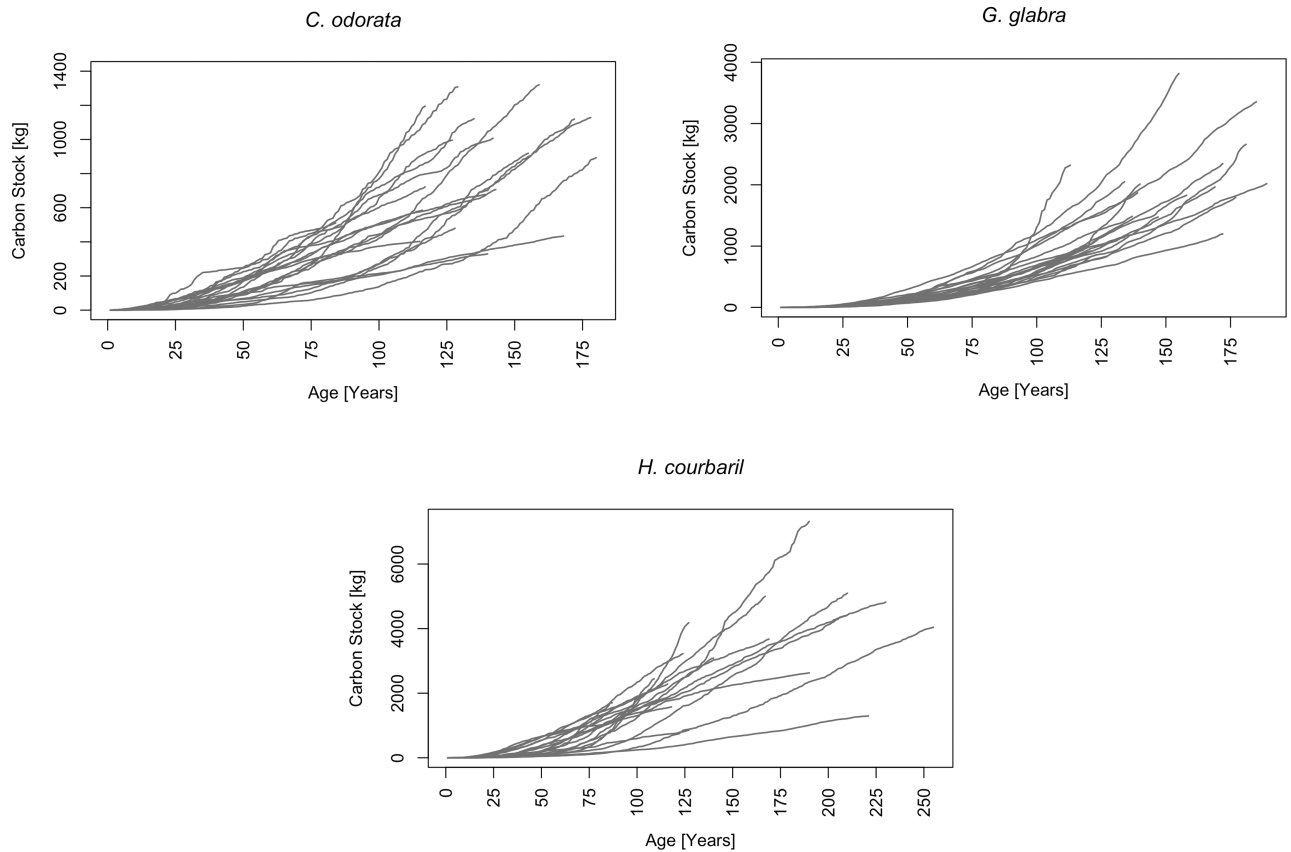 C. odorata
Carbon Stock [kg]
0 200 600 1000 1400
0 25 50 75 100 125 150 175
Age [Years]
G. glabra
Carbon Stock [kg]
0 1000 2000 3000 4000
0 25 50 75 100 125 150 175
Age [Years]
H. courbaril
Carbon Stock [kg]
0 2000 4000 6000
0 25 50 75 100 125 150 175 200 225 250
Age [Years]